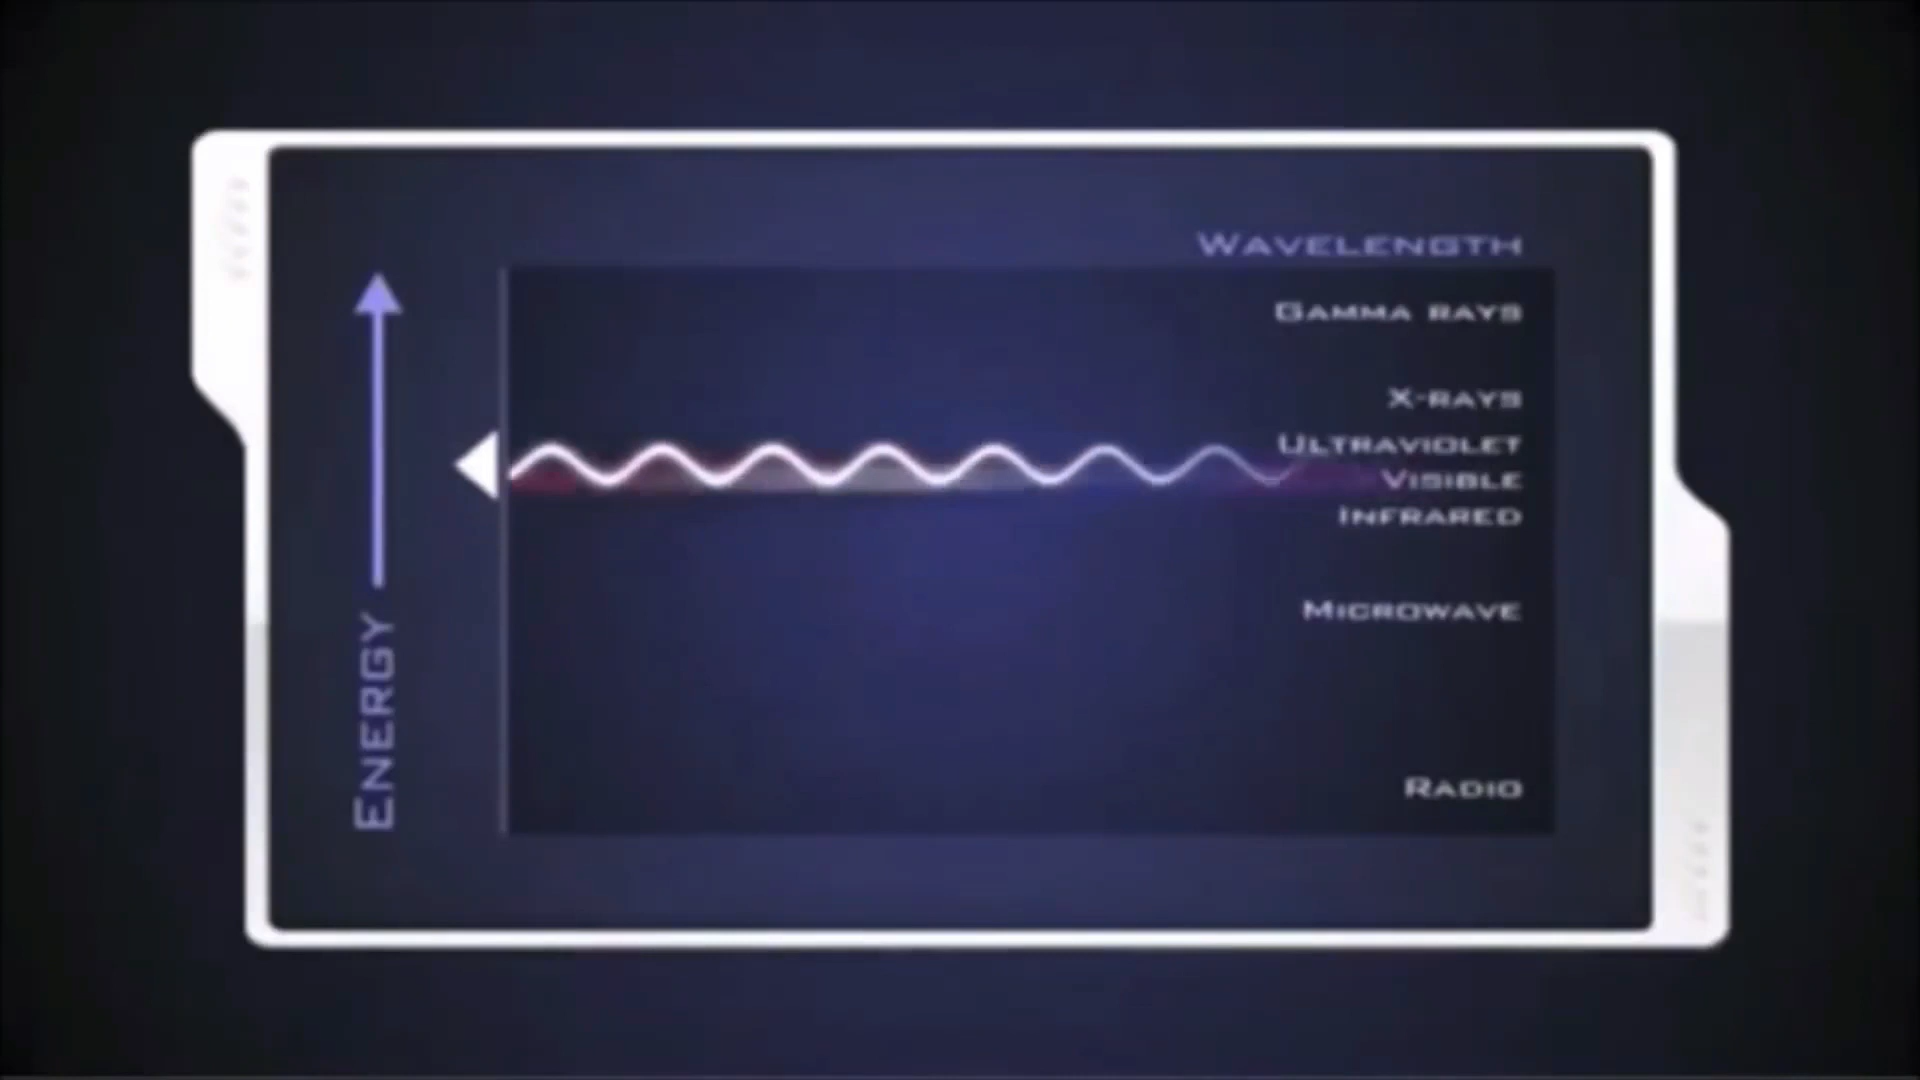 WAVELENGTH
GAMMA RAYS
X-RAYS
ULTRAVIOLET
VISIBLE
INFRARED
MICROWAVE
RADIO
ENERGY